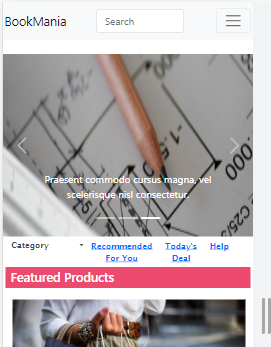 BookMania
Search
Praesent commodo cursus magna, vel
scelerisque nisl consectetur.
Category
Recommended
For You
Today's
Deal
Help
Featured Products